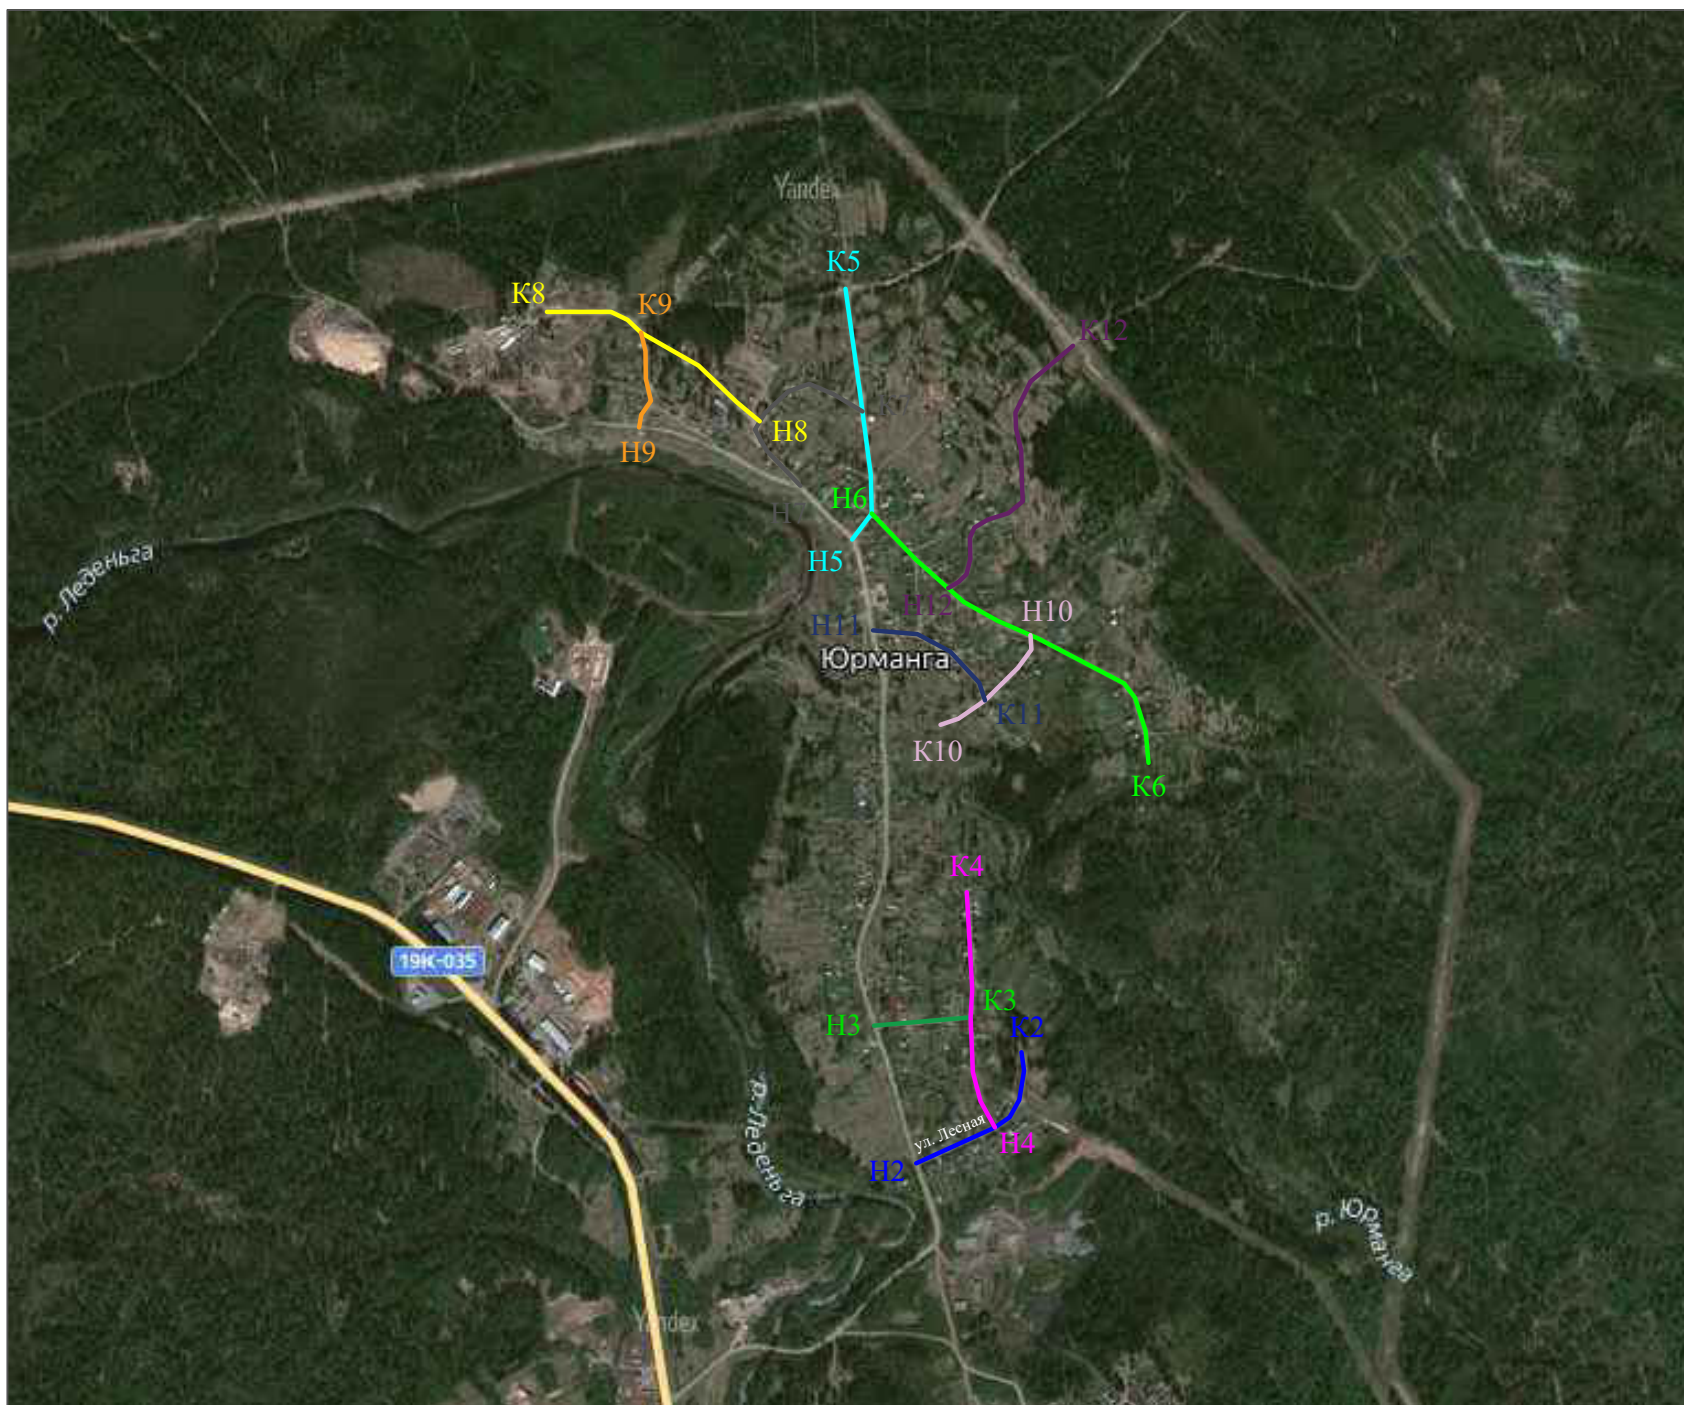 Yandex
К5
К8
К9
К12
Н8
Н9
Н6
Н
Н5
р. Леденьга
Н12
Н10
Н11
Юрманга
К11
К10
К6
К4
19К-035
К3
Н3
К2
р. Леденьга
ул. Лесная
Н4
Н2
р. Юрманга
Yandex